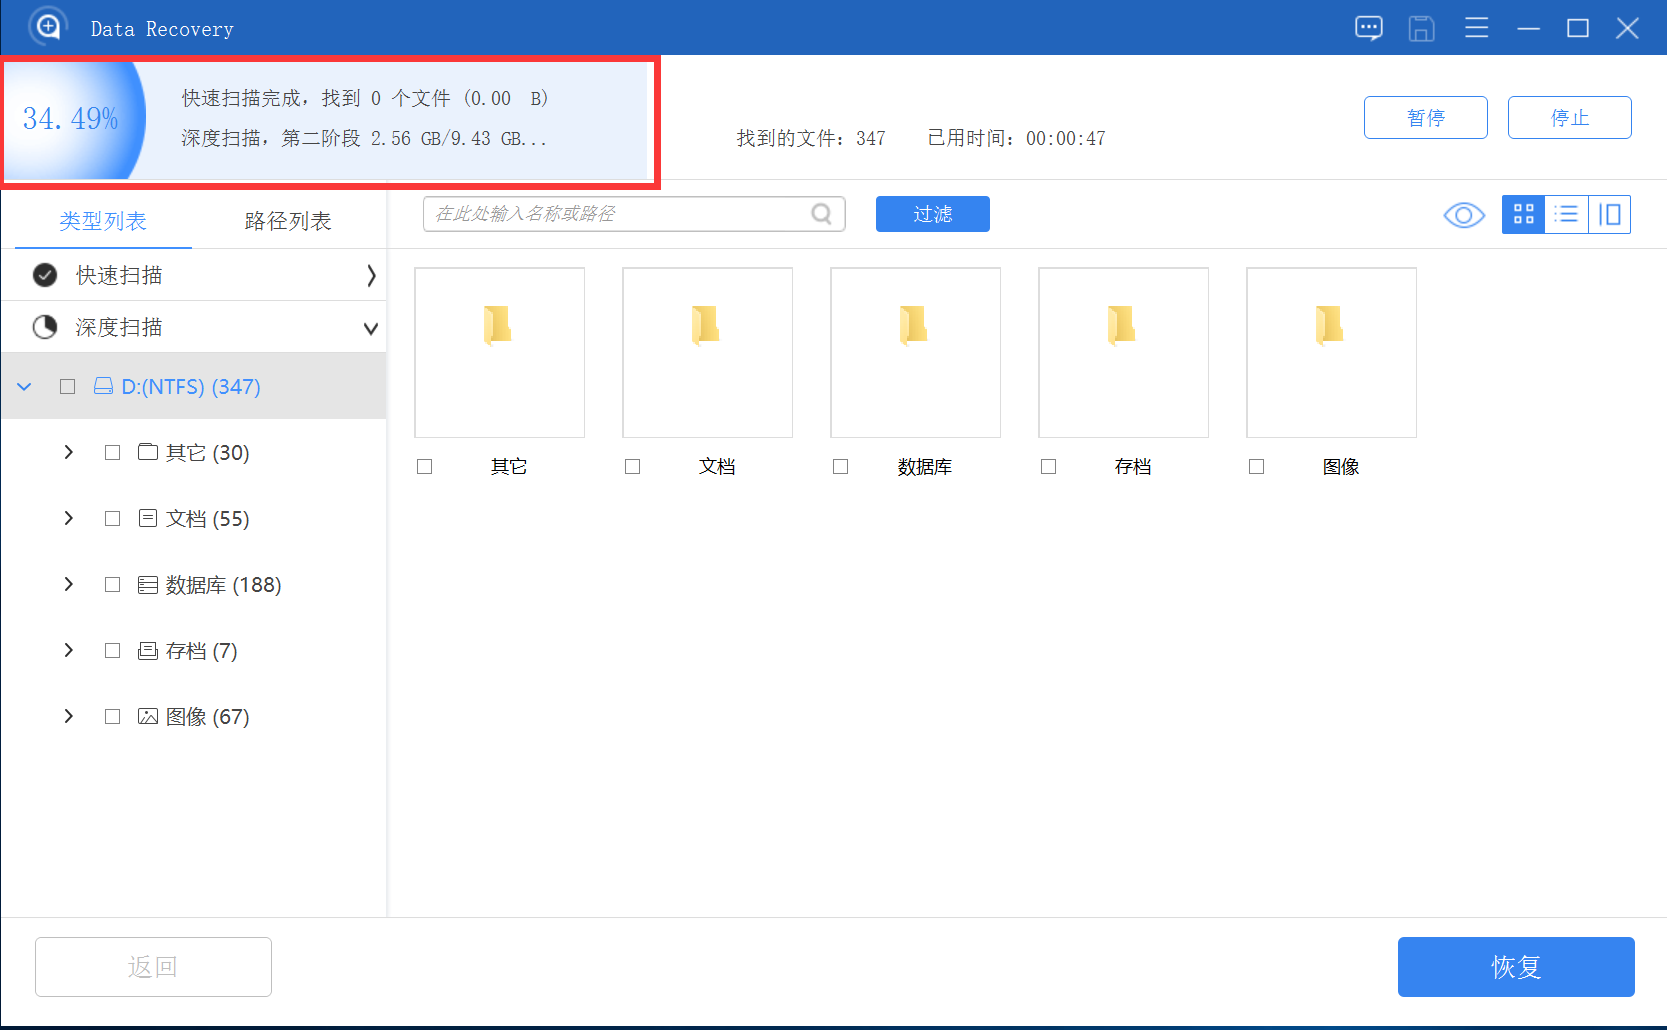 Data Recovery
34.49%
快速扫描完成，找到 0 个文件 (0.00  B)
深度扫描，第二阶段 2.56 GB/9.43 GB...
找到的文件：347
已用时间：00:00:47
暂停
停止
类型列表
路径列表
在此处输入名称或路径
过滤
快速扫描
深度扫描
D:(NTFS) (347)
其它 (30)
文档 (55)
数据库 (188)
存档 (7)
图像 (67)
其它
文档
数据库
存档
图像
返回
恢复